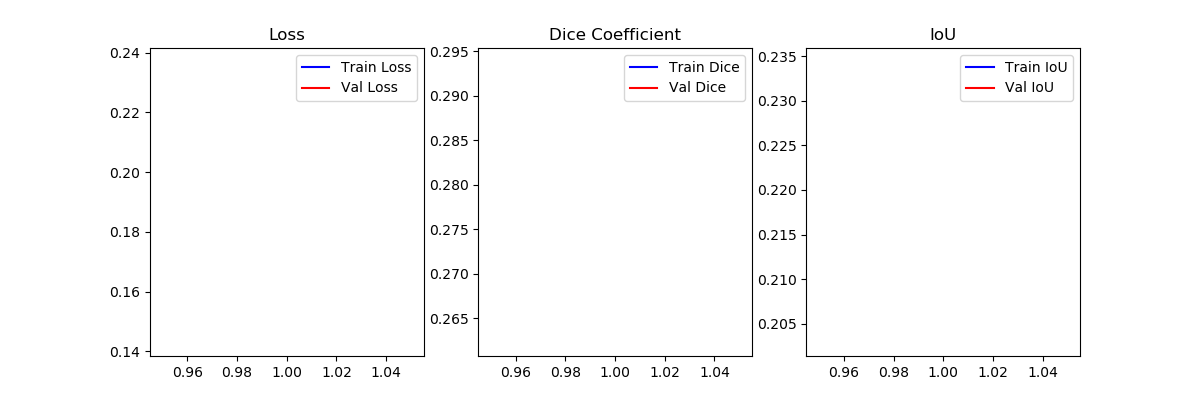 Loss
0.24
0.22
0.20
0.18
0.16
0.14
0.96 0.98 1.00 1.02 1.04
Train Loss
Val Loss
Dice Coefficient
0.295
0.290
0.285
0.280
0.275
0.270
0.265
0.96 0.98 1.00 1.02 1.04
Train Dice
Val Dice
IoU
0.235
0.230
0.225
0.220
0.215
0.210
0.205
0.96 0.98 1.00 1.02 1.04
Train IoU
Val IoU